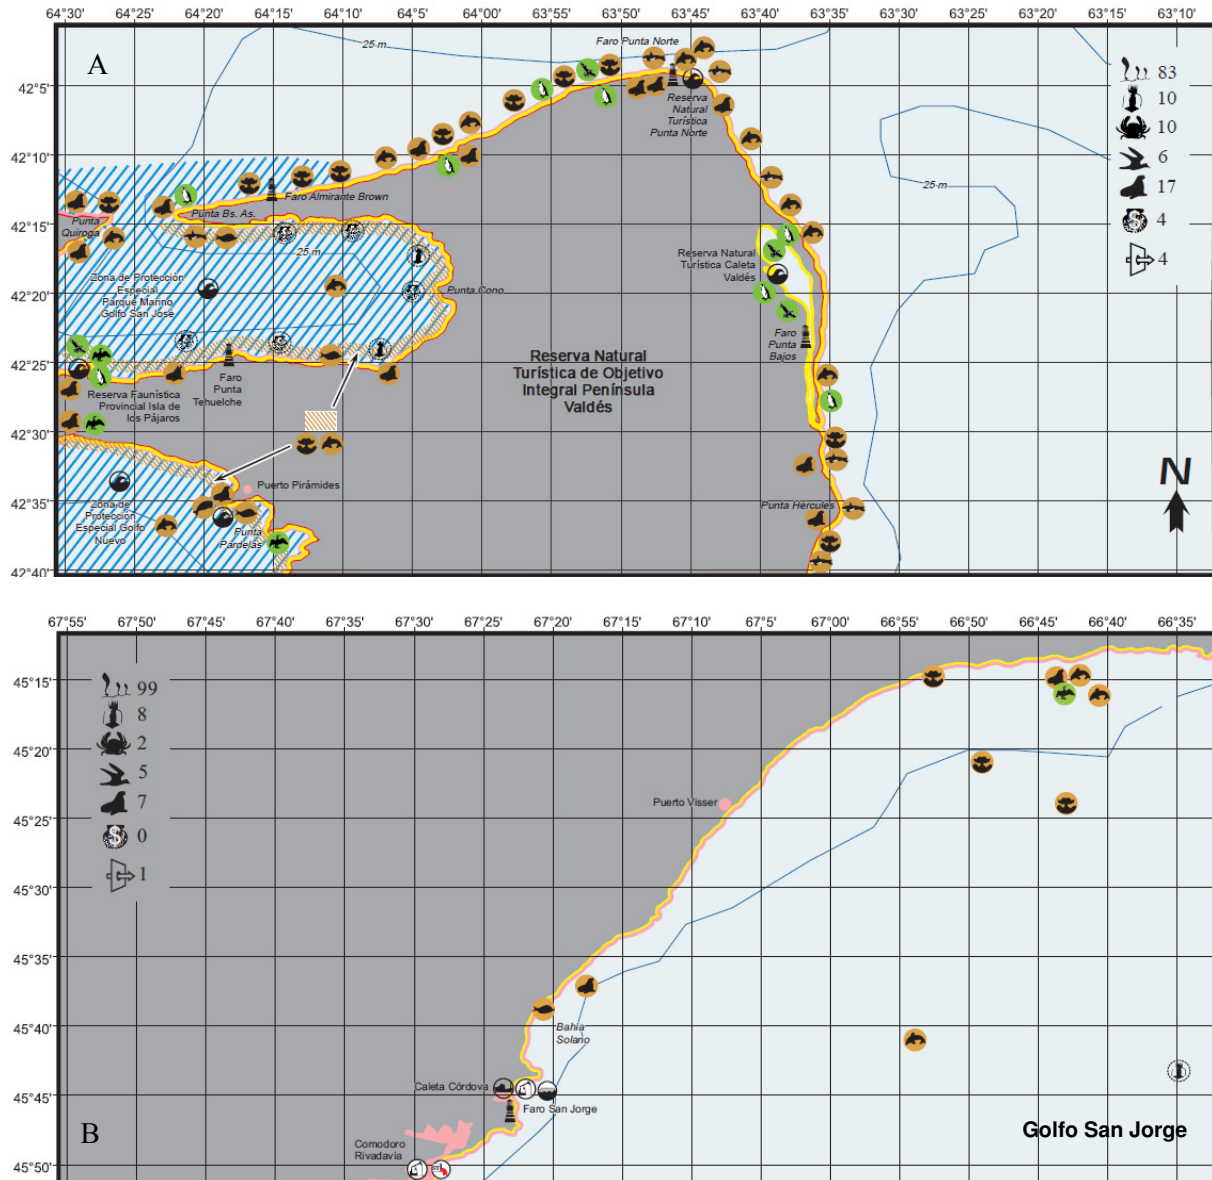 64°30' 64°25' 64°20' 64°15' 64°10' 64°05' 64°00' 63°55' 63°50' 63°45' 63°40' 63°35' 63°30' 63°25' 63°20' 63°15' 63°10'
A
25 m
Faro Punta Norte
83
42°5'
10
Reserva
Natural
Turística
Punta Norte
10
42°10'
6
25 m
17
Faro Almirante Brown
Punta Bs. As.
42°15'
Punta
Quiroga
4
25 m
Reserva Natural
Turística Caleta
Valdés
4
Zona de Protección
Especial
Parque Marino
Golfo San José
42°20'
Punta Cono
Faro
Punta
Bajos
42°25'
Reserva Natural
Turística de Objetivo
Integral Península
Valdés
Faro
Punta
Tehuelche
Reserva Faunística
Provincial Isla de
los Pájaros
42°30'
N
Puerto Pirámides
42°35'
Zona de
Protección
Especial Golfo
Nuevo
Punta Hércules
Punta
Pardelas
42°40'
67°55' 67°50' 67°45' 67°40' 67°35' 67°30' 67°25' 67°20' 67°15' 67°10' 67°5' 67°00' 66°55' 66°50' 66°45' 66°40' 66°35'
45°15'
99
8
2
45°20'
5
7
Puerto Visser
45°25'
$ 0
1
45°30'
45°35'
45°40'
Bahía
Solano
45°45'
Caleta Córdova
Faro San Jorge
B
Golfo San Jorge
Comodoro
Rivadavia
45°50'